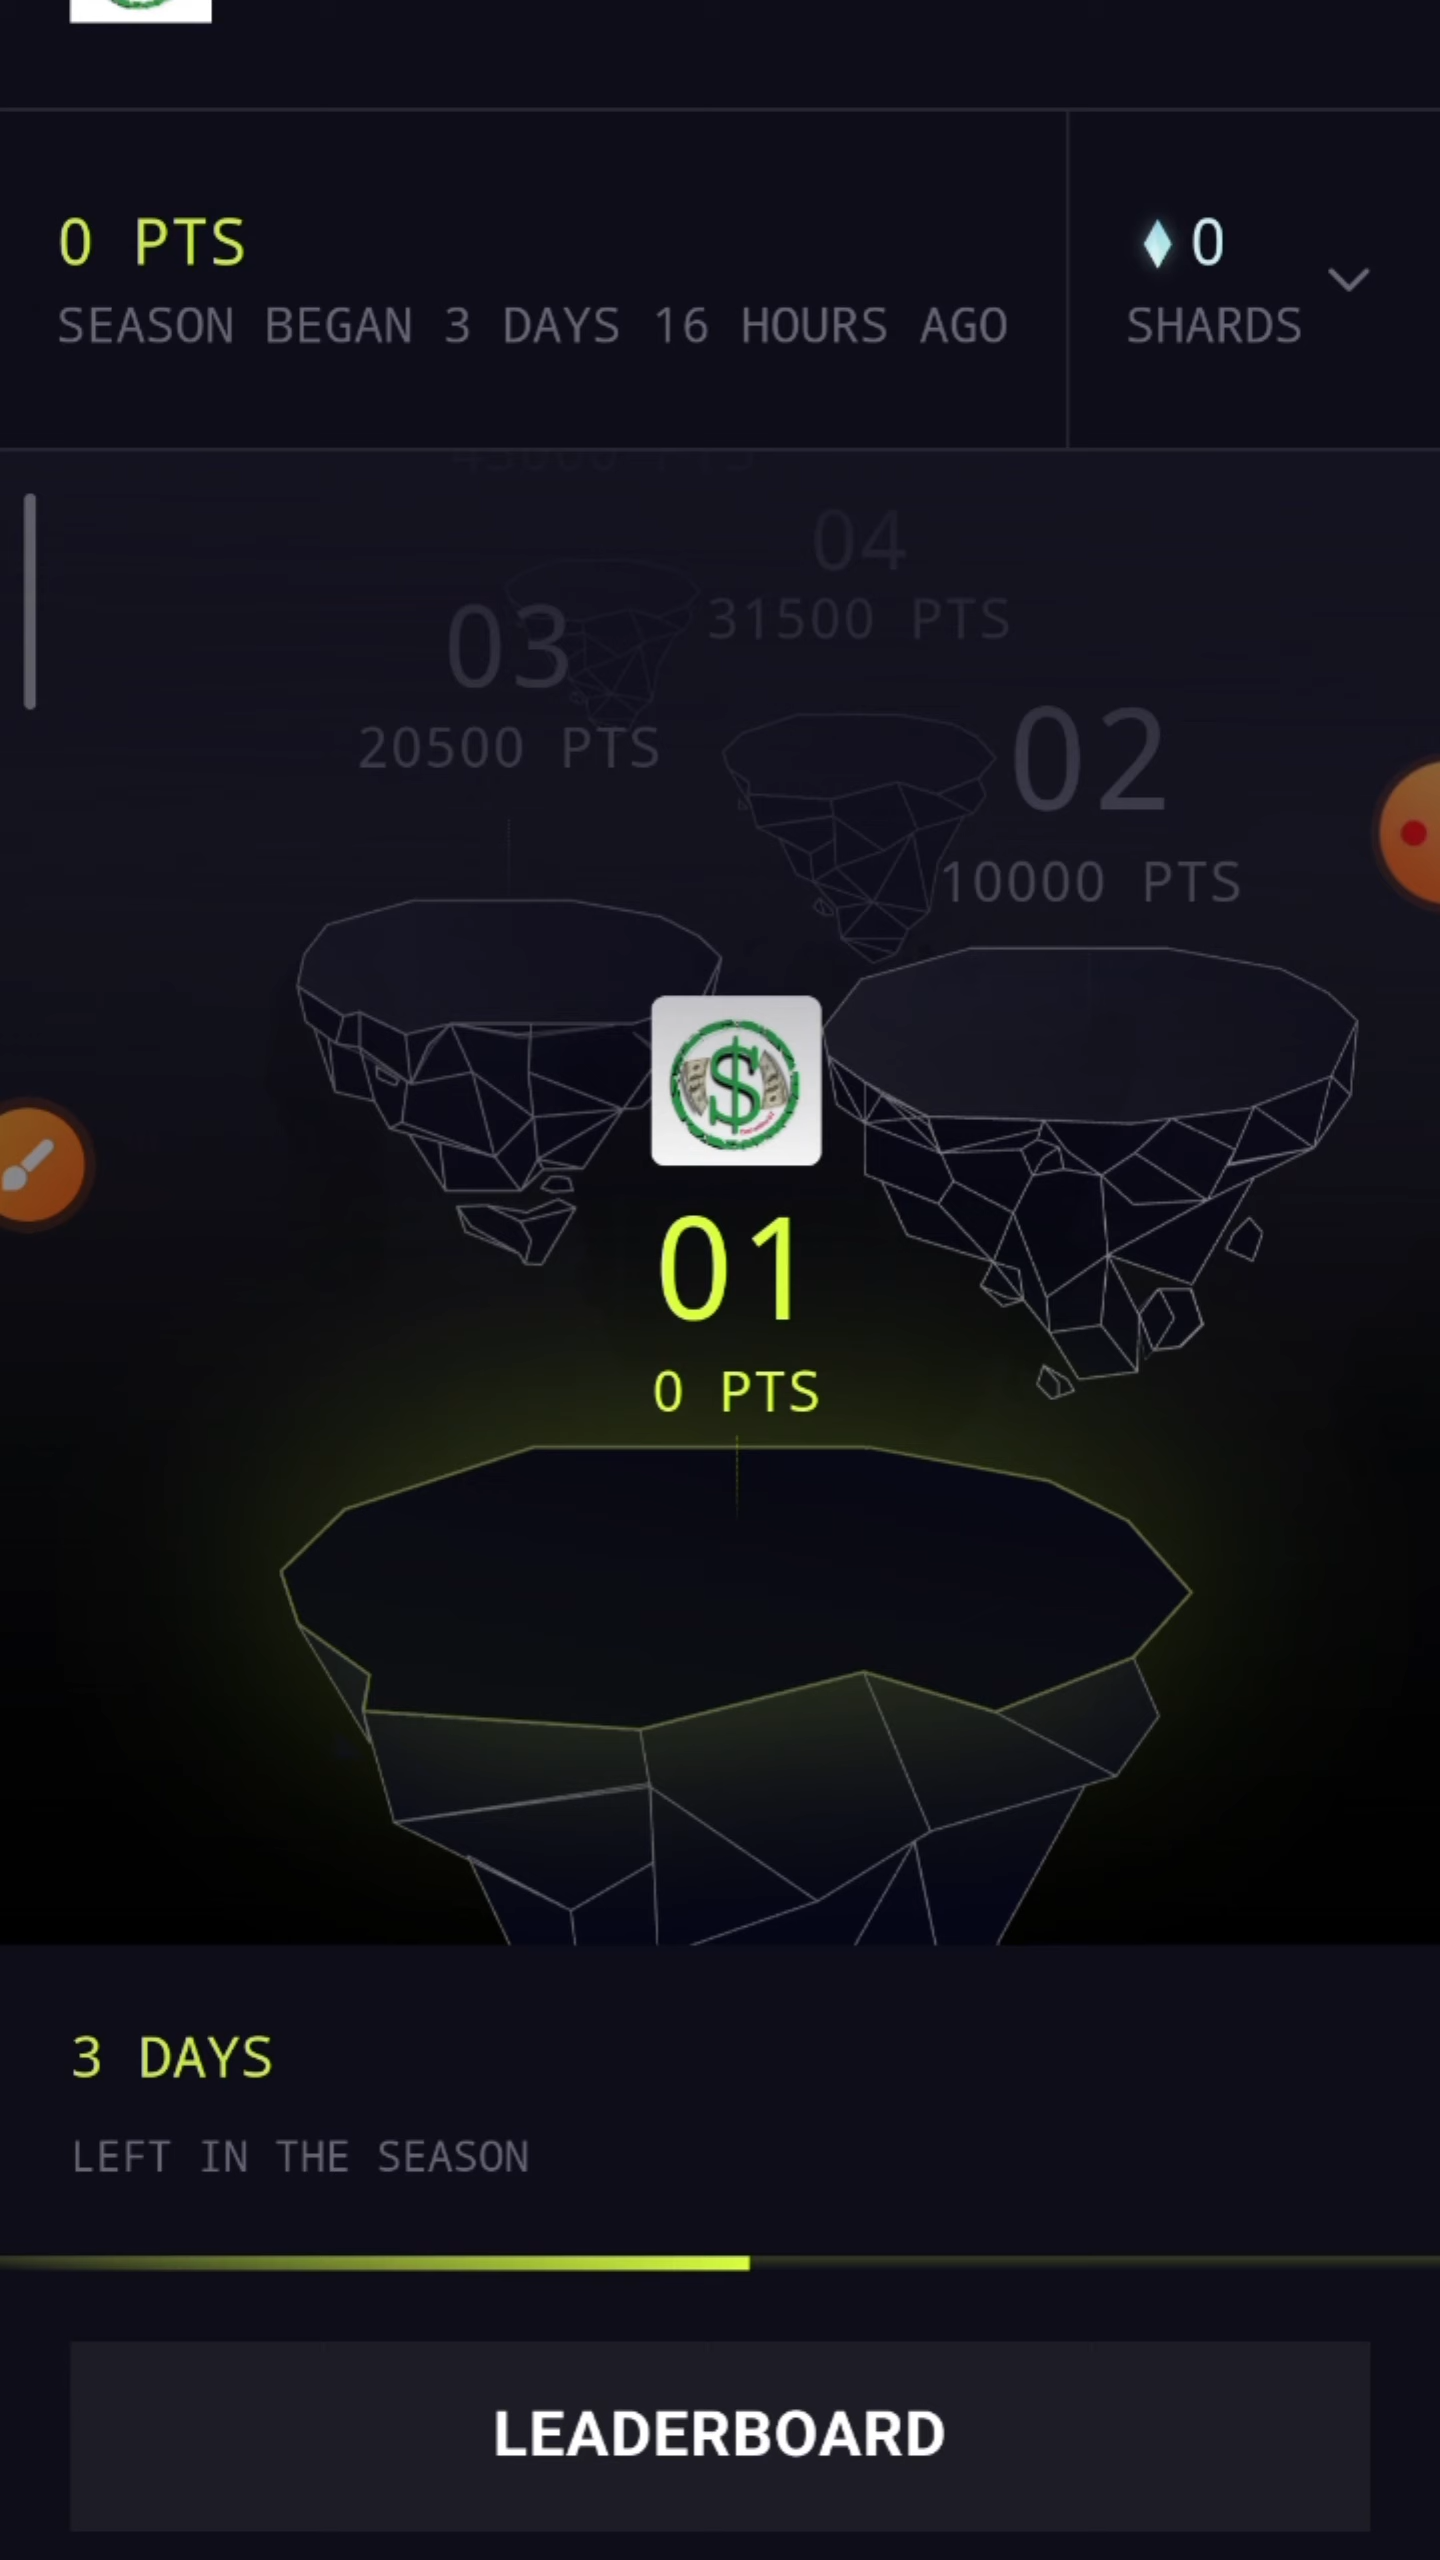 0 PTS
SEASON BEGAN 3 DAYS 16 HOURS AGO
0
SHARDS
04
31500 PTS
03
20500 PTS
02
10000 PTS
$
01
0 PTS
3 DAYS
LEFT IN THE SEASON
LEADERBOARD